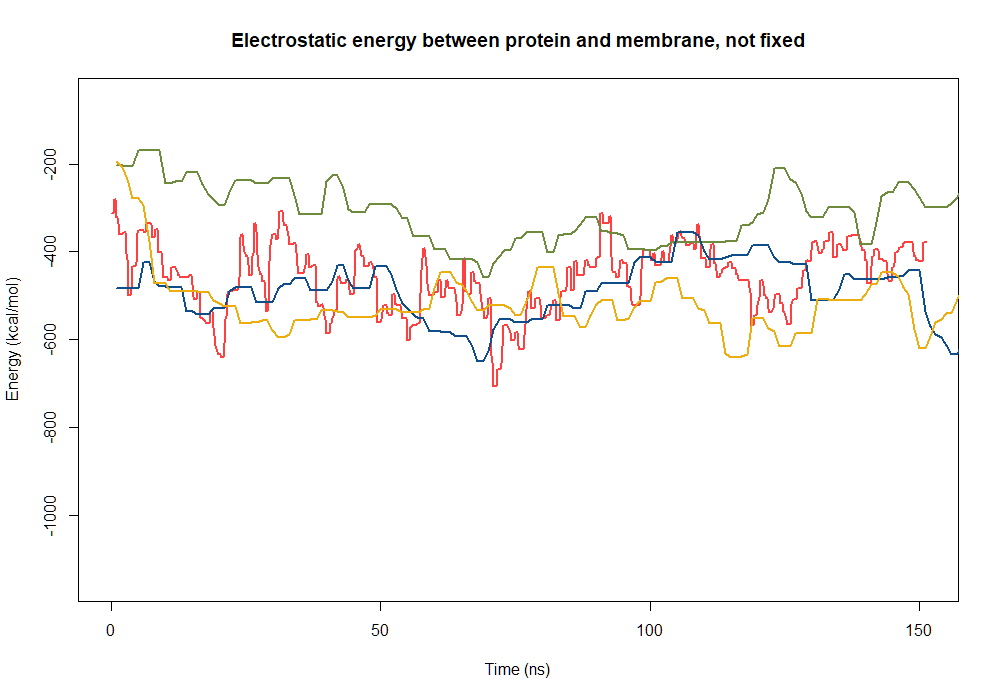 Electrostatic energy between protein and membrane, not fixed
Energy (kcal/mol)
-200
-400
-600
-800
-1000
0 50 100 150
Time (ns)